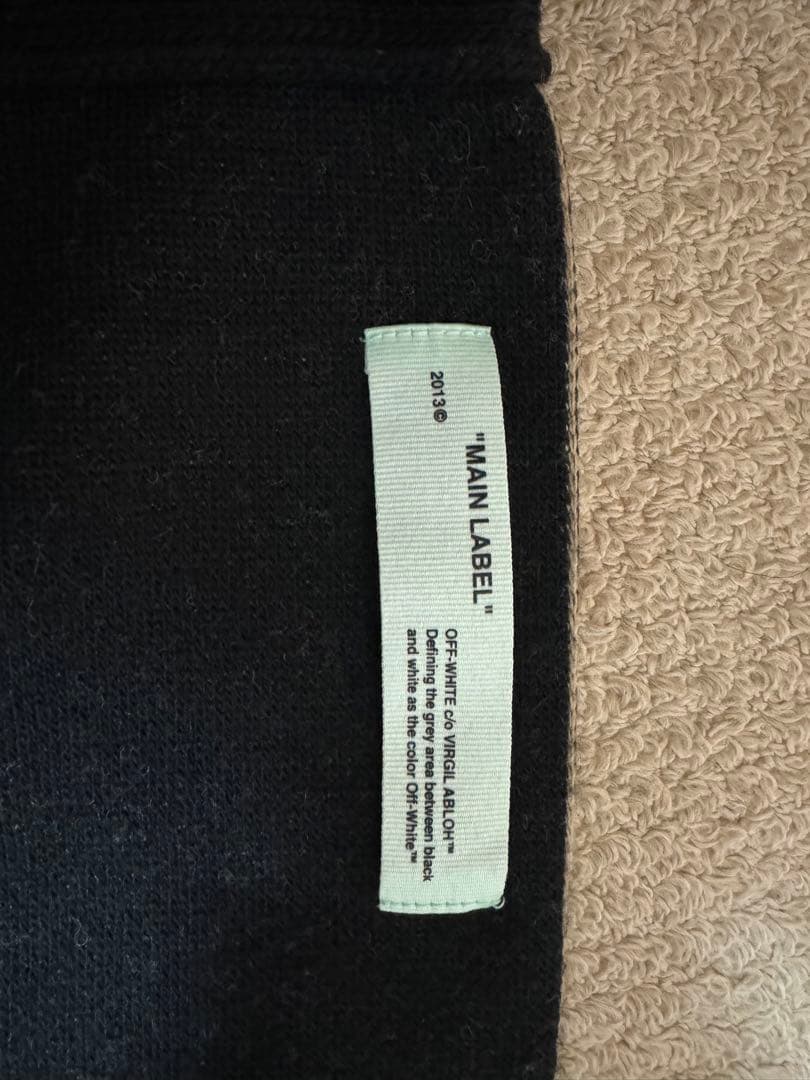 2013©
"MAIN LABEL"
OFF-WHITE c/o VIRGIL ABLOH™
Defining the grey area between black
and white as the color Off-White™